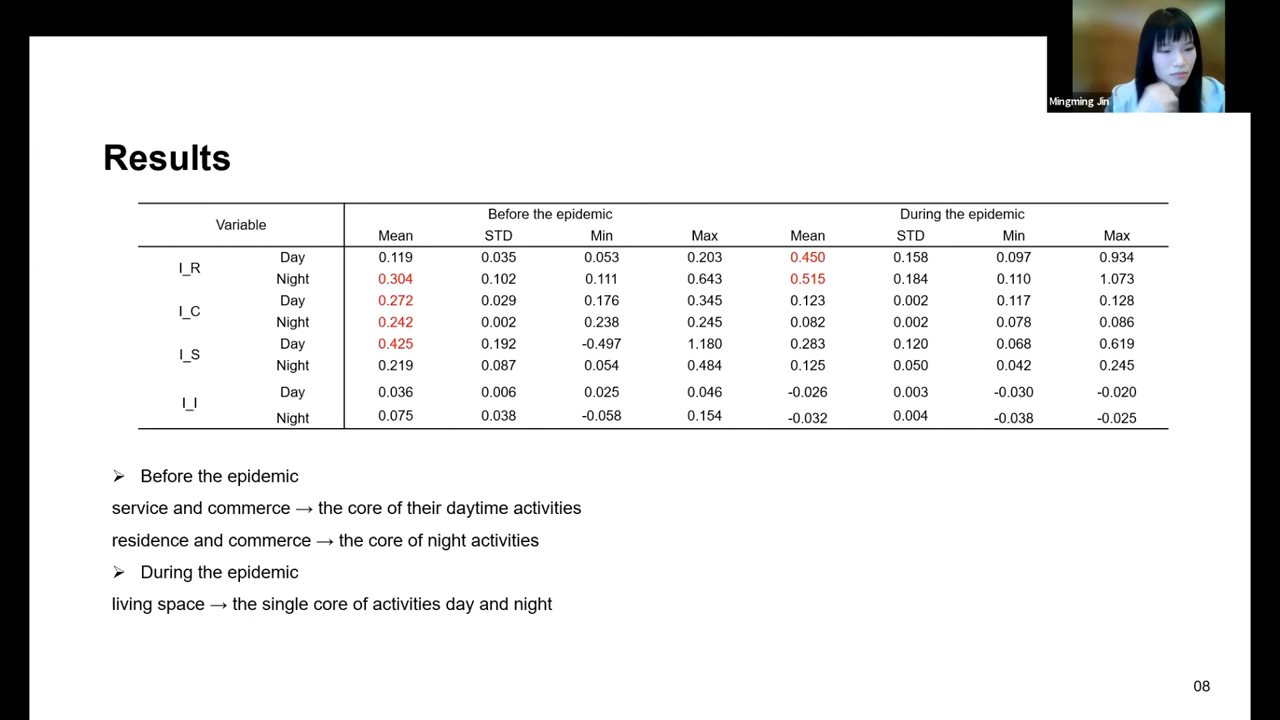 Mingming Jin
Results
Variable Before the epidemic During the epidemic
Mean STD Min Max Mean STD Min Max
I_R Day 0.119 0.035 0.053 0.203 0.450 0.158 0.097 0.934
Night 0.304 0.102 0.111 0.643 0.515 0.184 0.110 1.073
I_C Day 0.272 0.029 0.176 0.345 0.123 0.002 0.117 0.128
Night 0.242 0.002 0.238 0.245 0.082 0.002 0.078 0.086
I_S Day 0.425 0.192 -0.497 1.180 0.283 0.120 0.068 0.619
Night 0.219 0.087 0.054 0.484 0.125 0.050 0.042 0.245
I_I Day 0.036 0.006 0.025 0.046 -0.026 0.003 -0.030 -0.020
Night 0.075 0.038 -0.058 0.154 -0.032 0.004 -0.038 -0.025
➢ Before the epidemic
service and commerce → the core of their daytime activities
residence and commerce → the core of night activities
➢ During the epidemic
living space → the single core of activities day and night
08